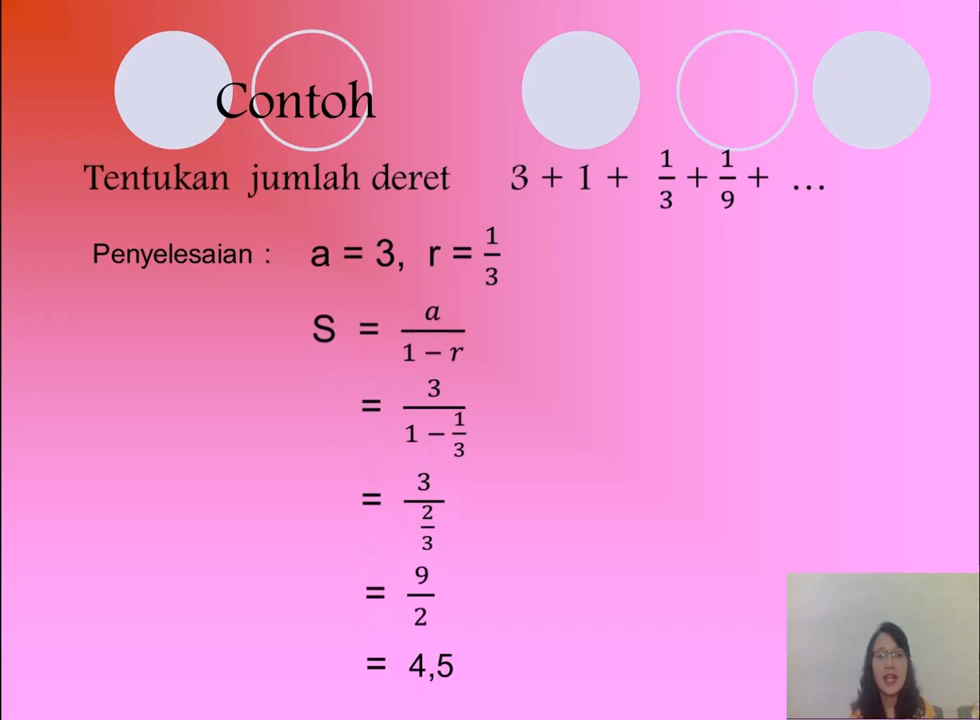 Contoh
Tentukan jumlah deret 3 + 1 + 1/3 + 1/9 + …
Penyelesaian : a = 3, r = 1/3
S = a/(1 − r)
= 3/(1 − 1/3)
= 3/(2/3)
= 9/2
= 4,5